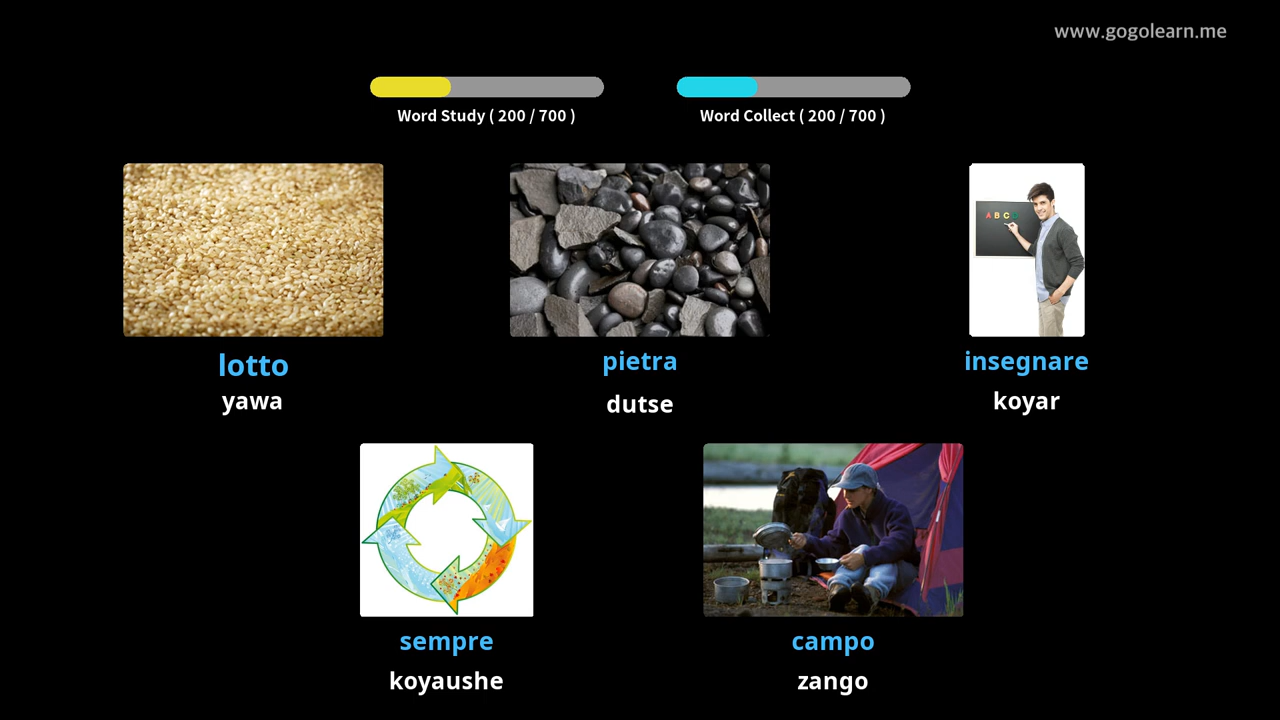 www.gogolearn.me
Word Study ( 200 / 700 )
Word Collect ( 200 / 700 )
A B C D
lotto
yawa
pietra
dutse
insegnare
koyar
sempre
koyaushe
campo
zango